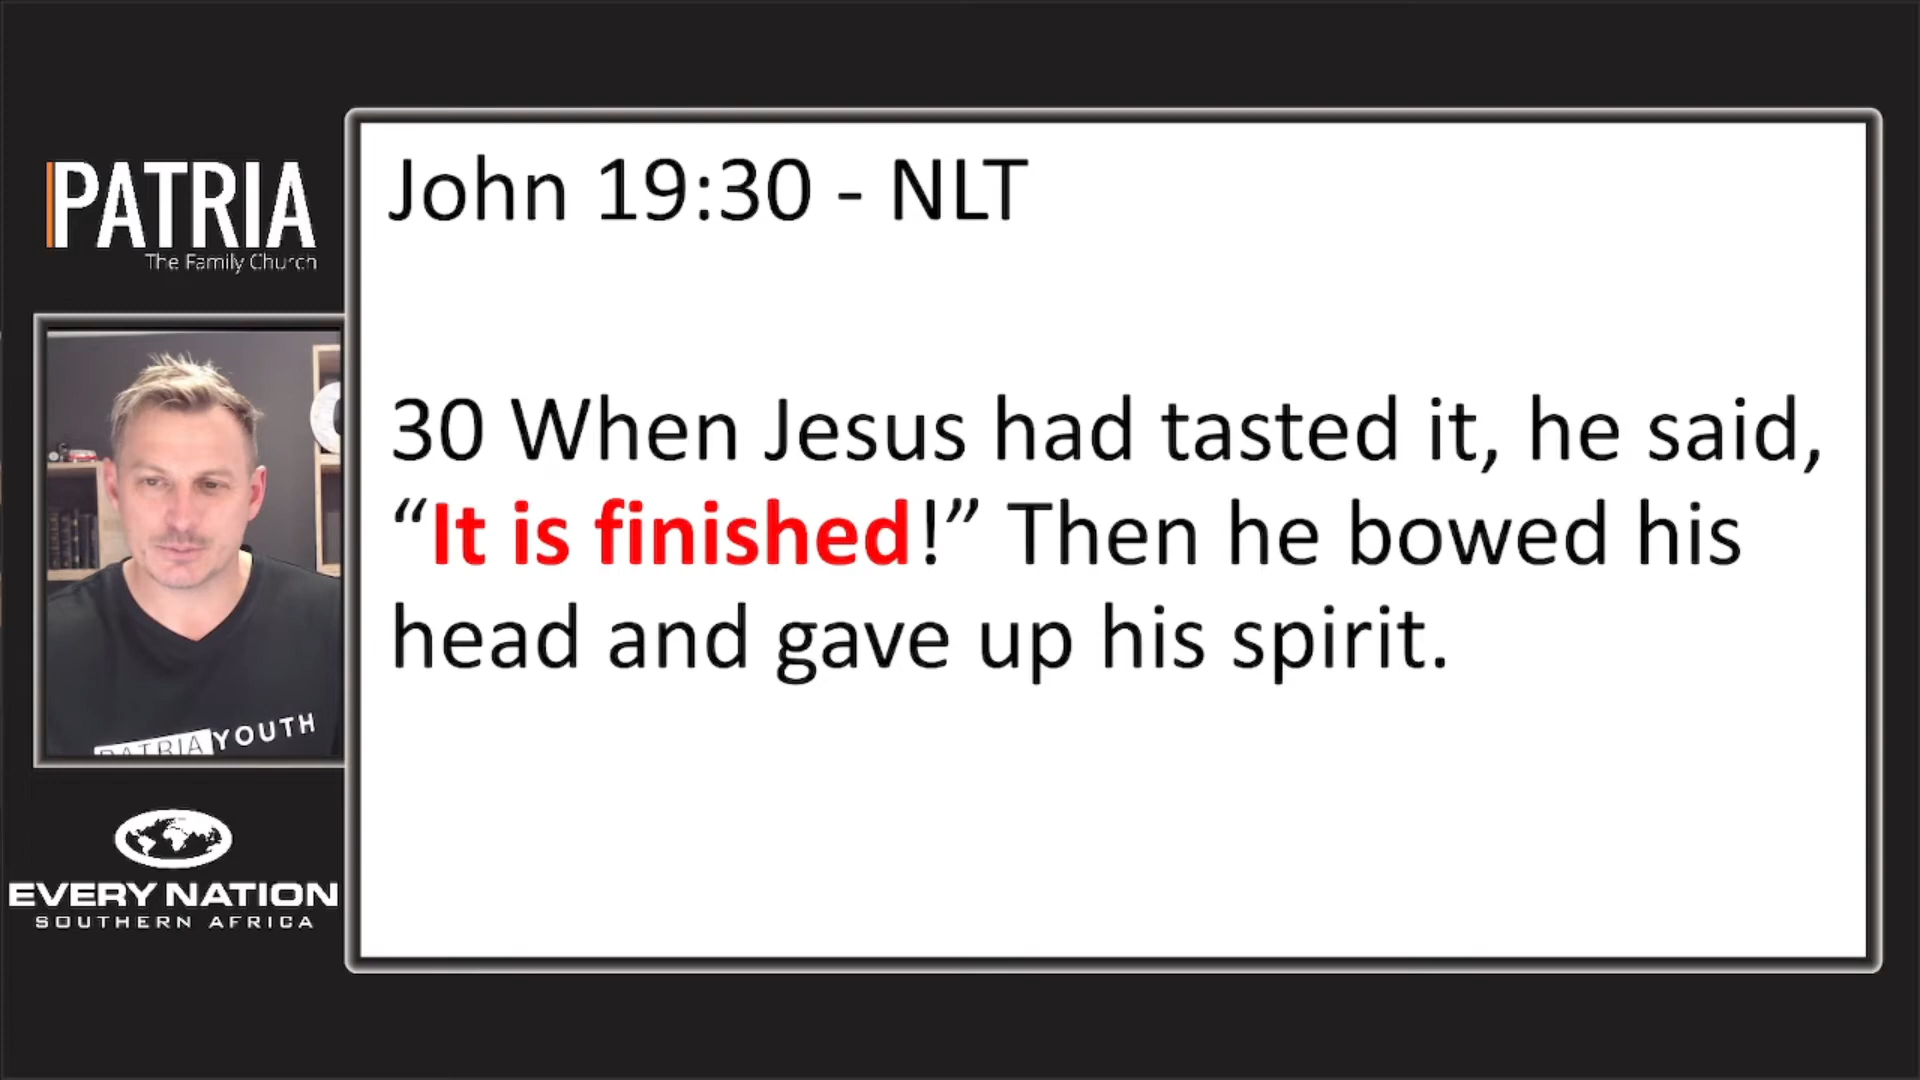 PATRIA
The Family Church
John 19:30 - NLT
30 When Jesus had tasted it, he said,
“It is finished!” Then he bowed his
head and gave up his spirit.
PATRIA YOUTH
EVERY NATION
SOUTHERN AFRICA